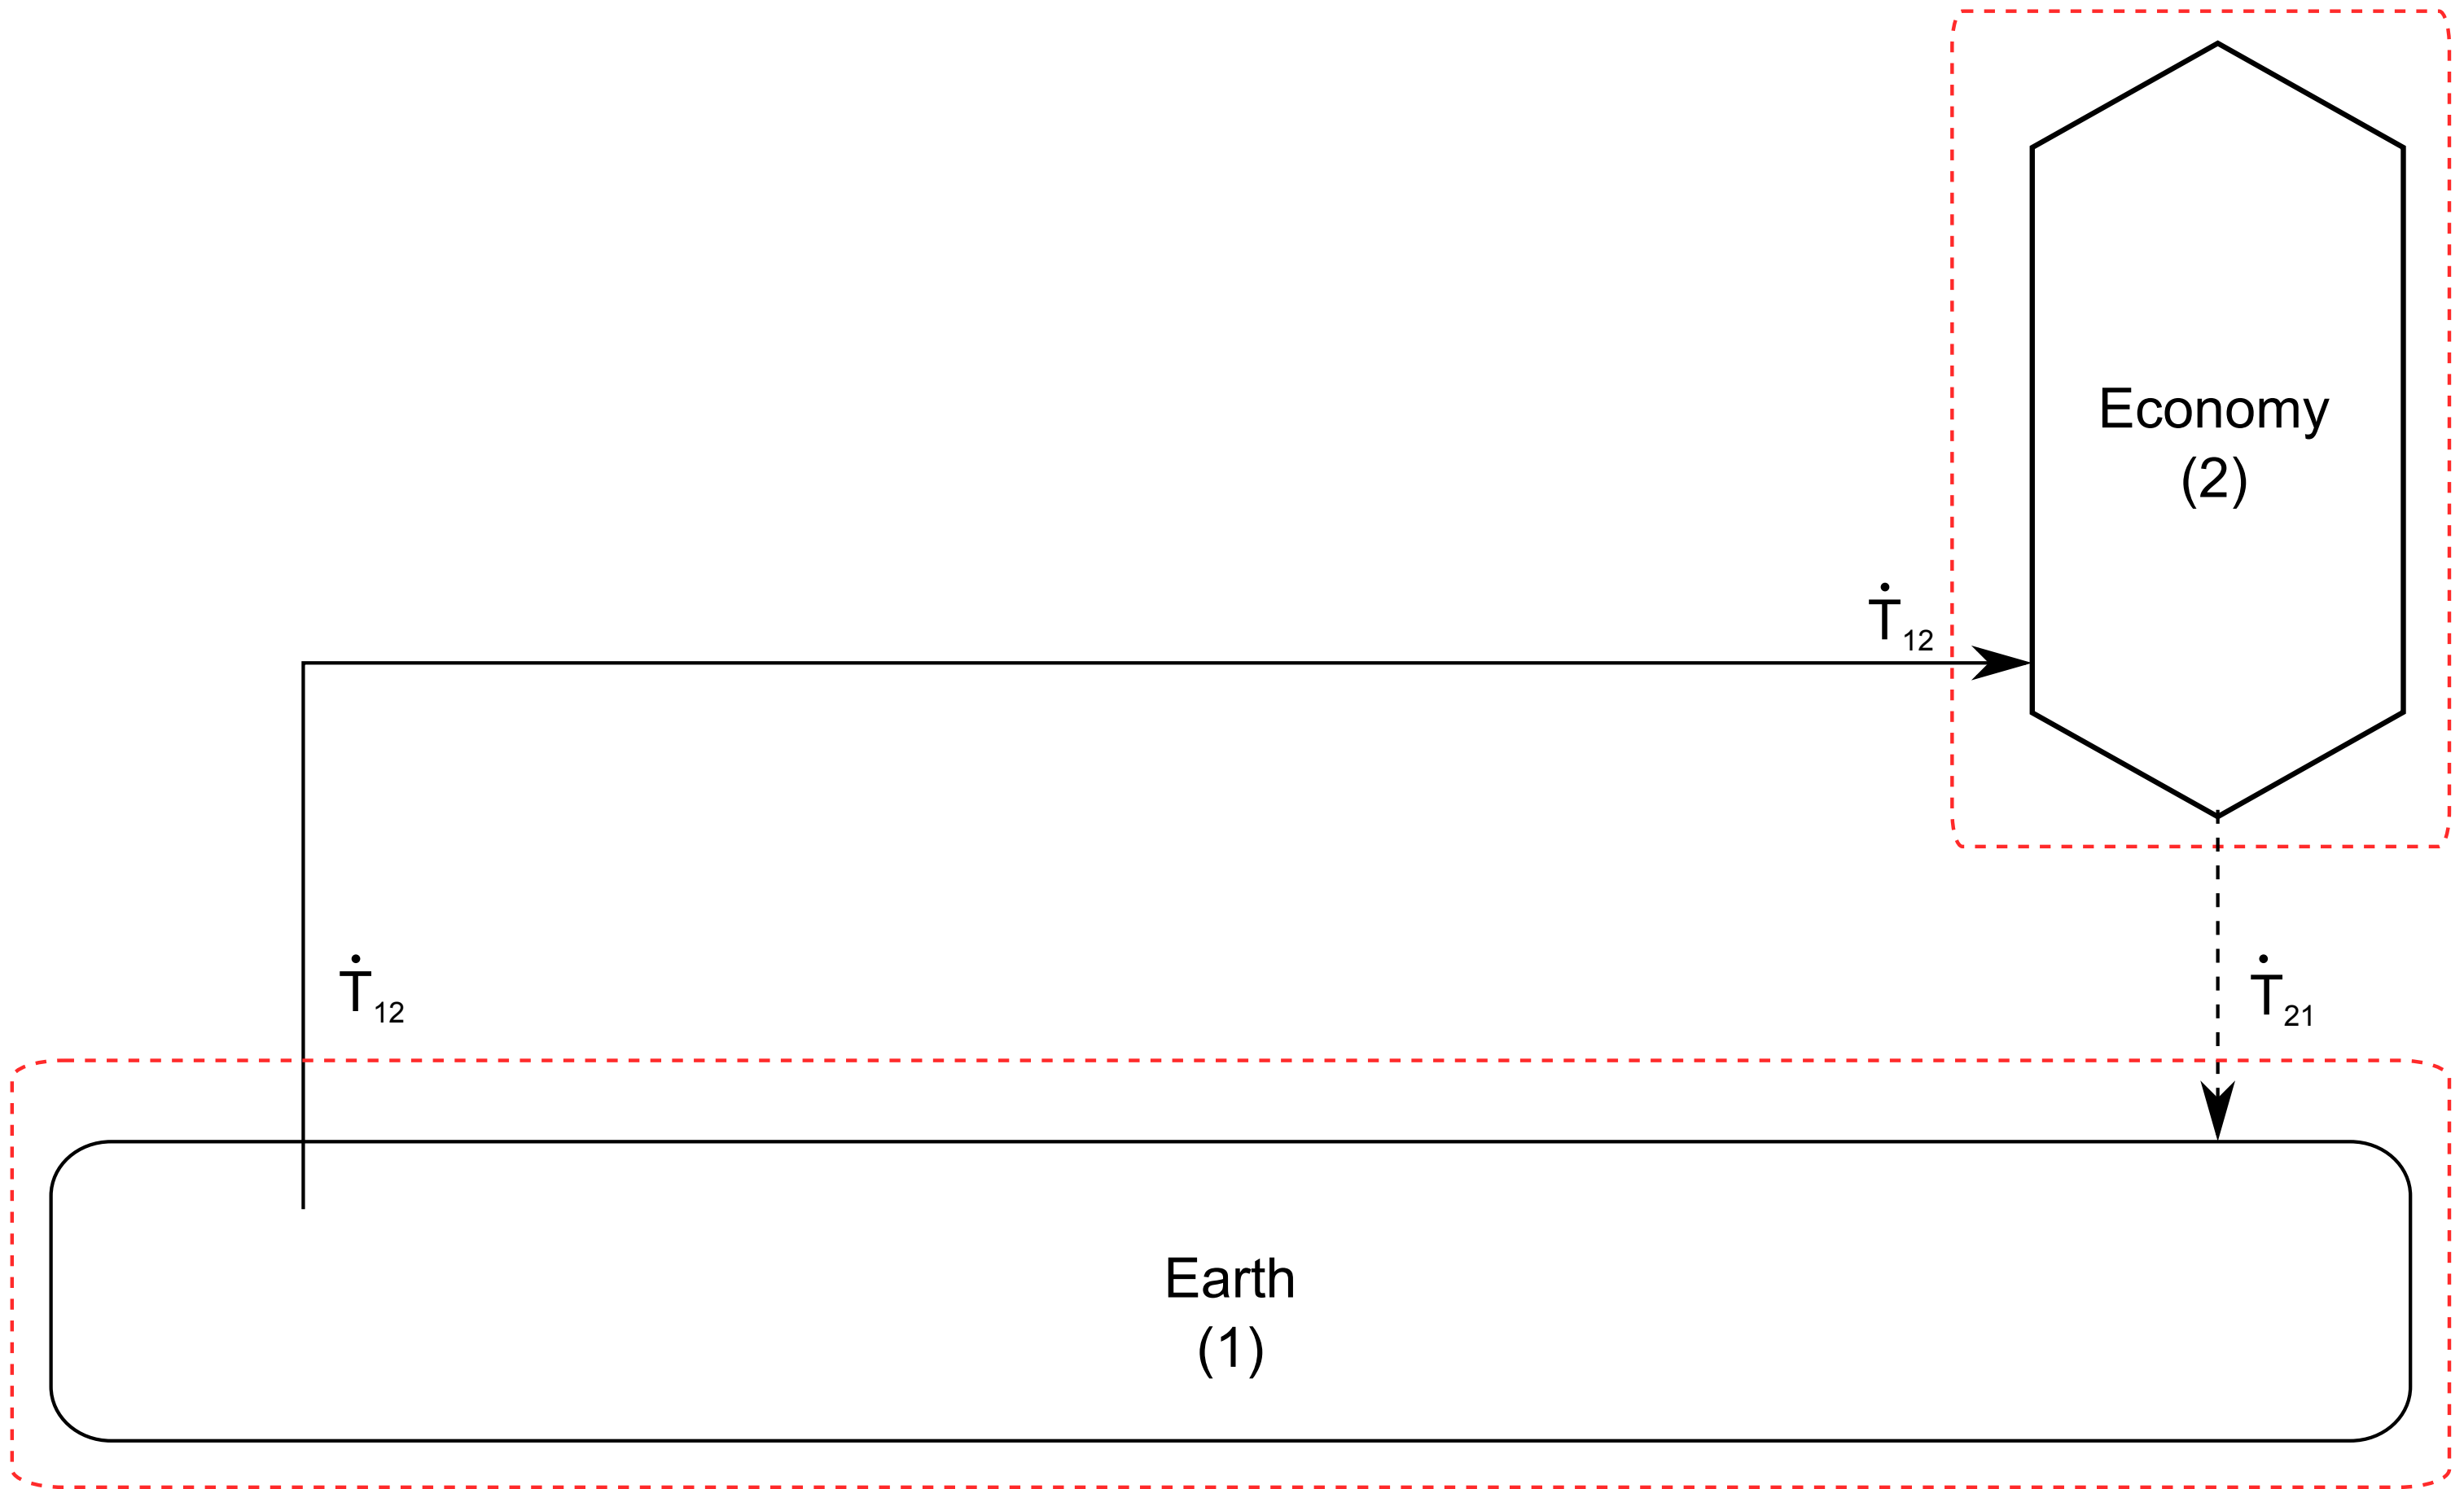 Economy
(2)
Ṫ₁₂
Ṫ₁₂
Ṫ₂₁
Earth
(1)